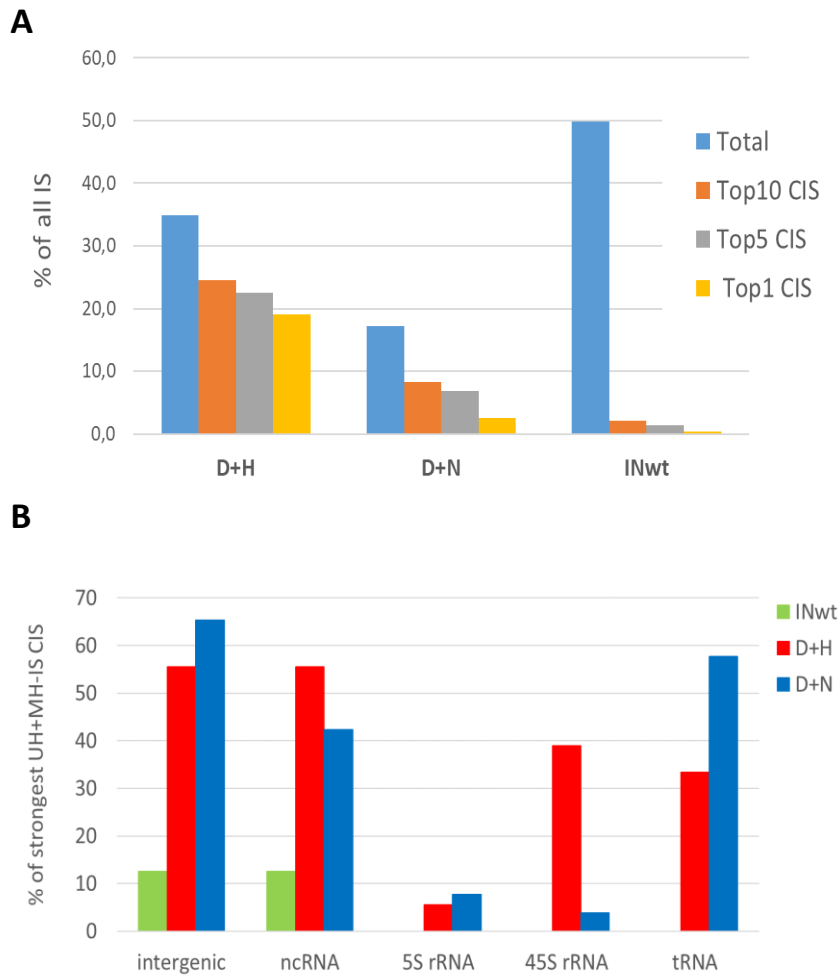 A
% of all IS
60,0
50,0
40,0
30,0
20,0
10,0
0,0
D+H
D+N
INwt
Total
Top10 CIS
Top5 CIS
Top1 CIS
B
% of strongest UH+MH-IS CIS
70
60
50
40
30
20
10
0
intergenic
ncRNA
5S rRNA
45S rRNA
tRNA
INwt
D+H
D+N